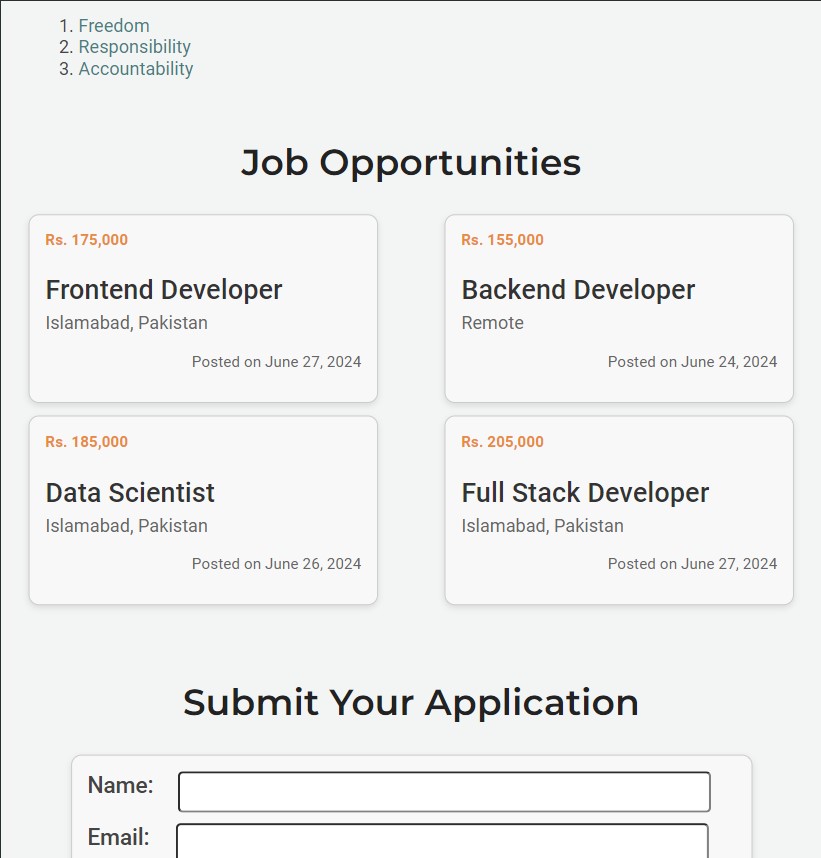 1. Freedom
2. Responsibility
3. Accountability
Job Opportunities
Rs. 175,000
Frontend Developer
Islamabad, Pakistan
Posted on June 27, 2024
Rs. 155,000
Backend Developer
Remote
Posted on June 24, 2024
Rs. 185,000
Data Scientist
Islamabad, Pakistan
Posted on June 26, 2024
Rs. 205,000
Full Stack Developer
Islamabad, Pakistan
Posted on June 27, 2024
Submit Your Application
Name:
Email: